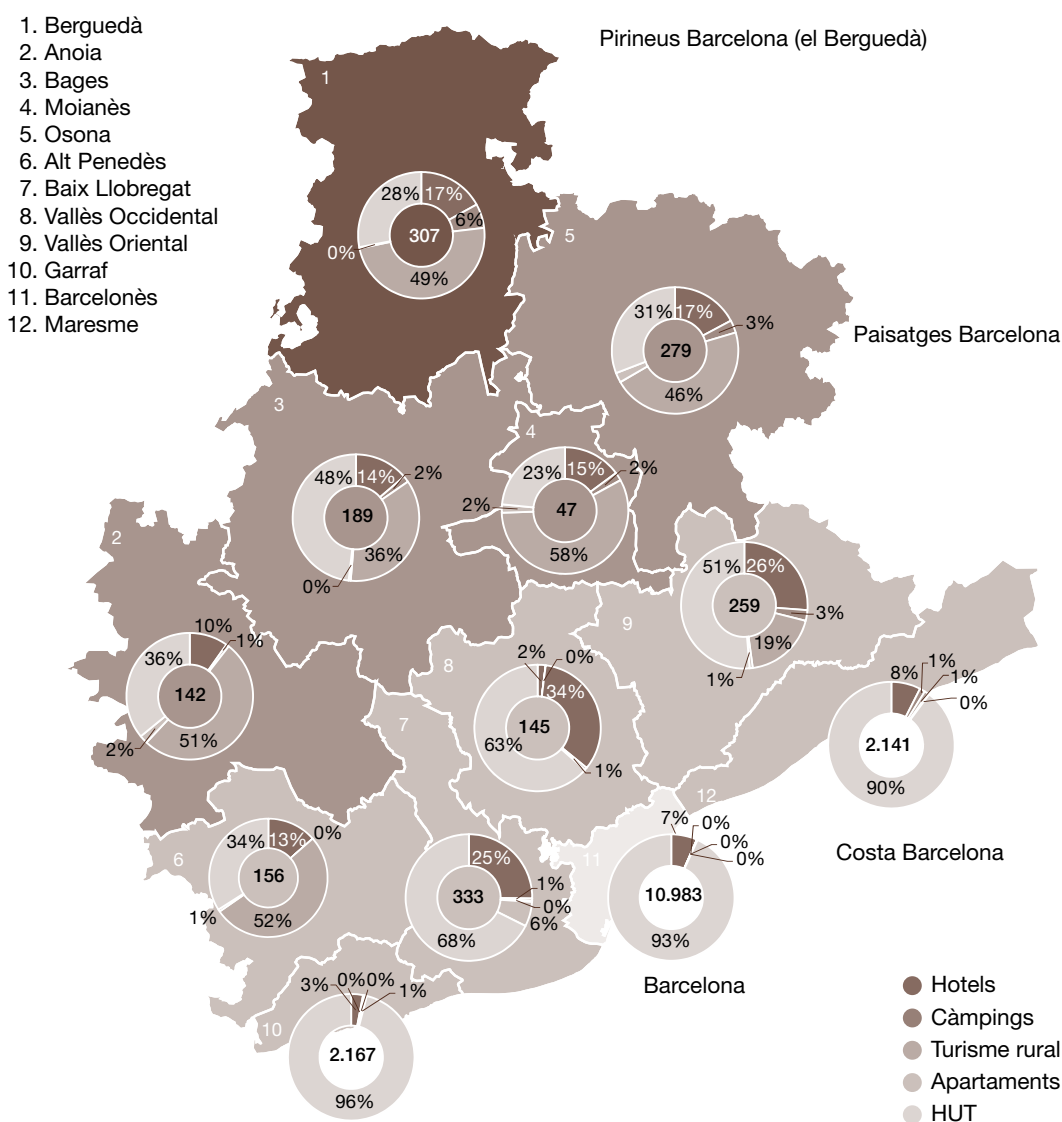 1. Berguedà
2. Anoia
3. Bages
4. Moianès
5. Osona
6. Alt Penedès
7. Baix Llobregat
8. Vallès Occidental
9. Vallès Oriental
10. Garraf
11. Barcelonès
12. Maresme
Pirineus Barcelona (el Berguedà)
1
28% 17%
6%
307
0%
49%
5
31% 17%
3%
279
46%
Paisatges Barcelona
3
48% 14% 2%
189
36%
0%
4
23% 15% 2%
2%
47
58%
2
10%
1%
36%
142
2% 51%
9
51% 26%
259
3%
19%
1%
8
2% 0%
34%
145
63%
1%
12
8% 1%
1%
0%
2.141
90%
Costa Barcelona
6
34% 13% 0%
156
1%
52%
7
25%
333
1%
0%
6%
68%
11
7% 0%
0%
0%
10.983
93%
Barcelona
10
3% 0% 0% 1%
2.167
96%
Hotels
Càmpings
Turisme rural
Apartaments
HUT